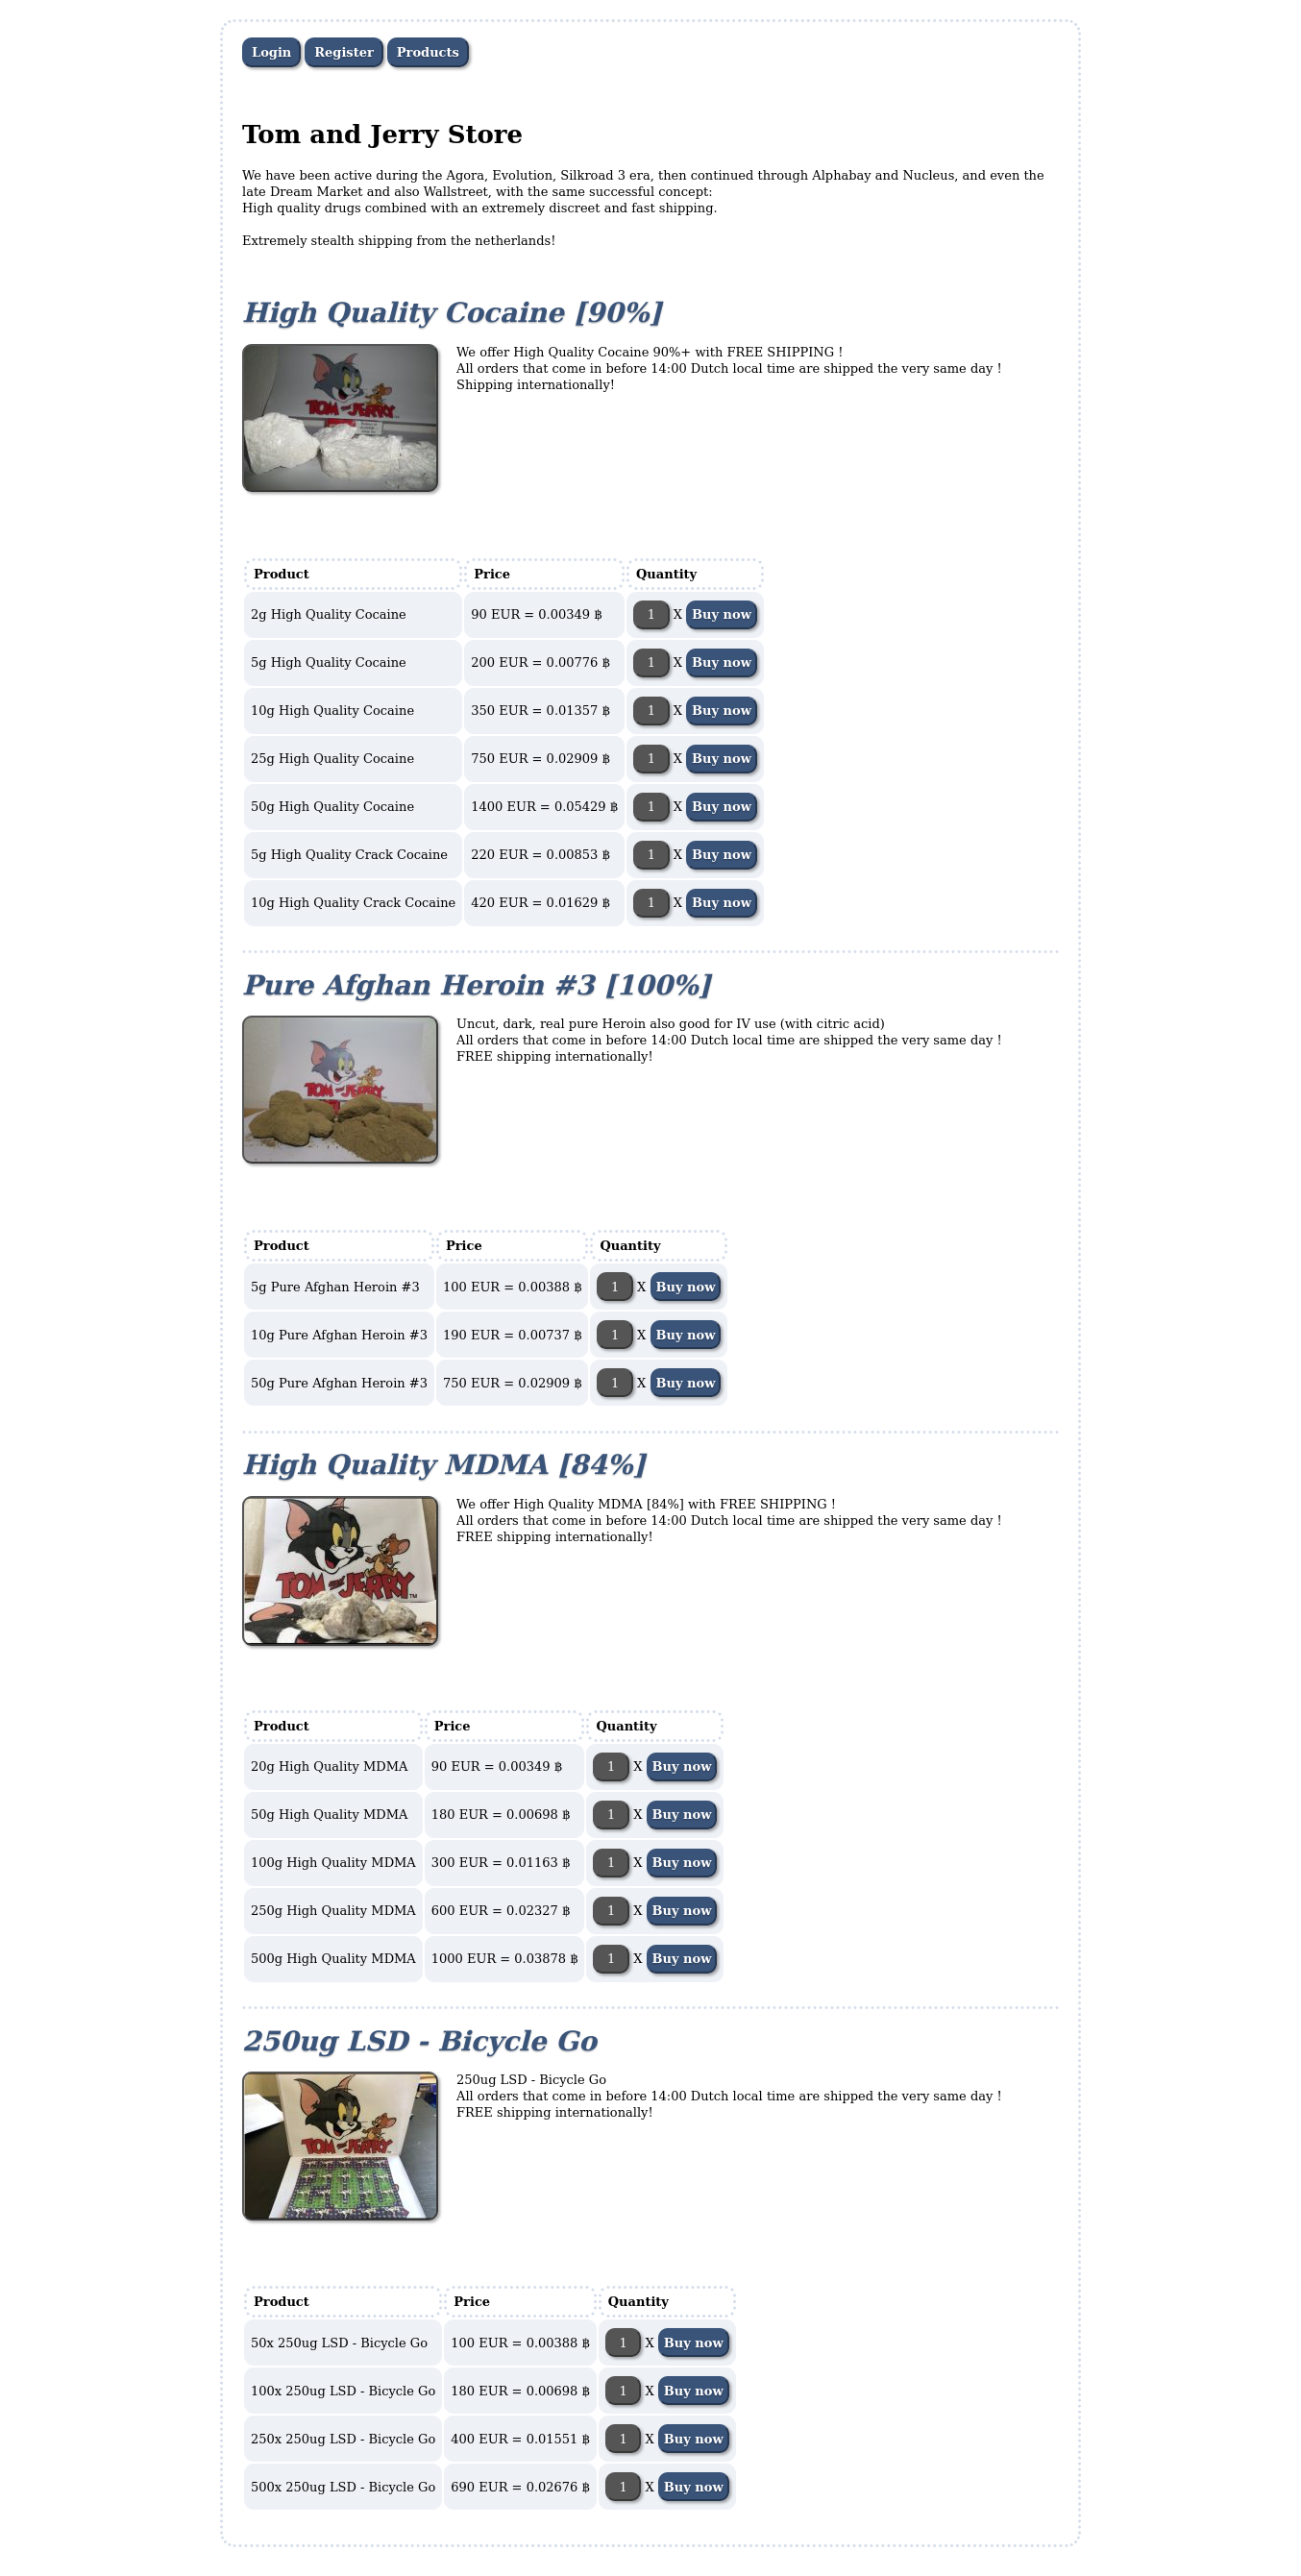 Login Register Products
Tom and Jerry Store
We have been active during the Agora, Evolution, Silkroad 3 era, then continued through Alphabay and Nucleus, and even the
late Dream Market and also Wallstreet, with the same successful concept:
High quality drugs combined with an extremely discreet and fast shipping.
Extremely stealth shipping from the netherlands!
High Quality Cocaine [90%]
TOM AND JERRY
We offer High Quality Cocaine 90%+ with FREE SHIPPING !
All orders that come in before 14:00 Dutch local time are shipped the very same day !
Shipping internationally!
Product Price Quantity
2g High Quality Cocaine 90 EUR = 0.00349 ฿ 1 X Buy now
5g High Quality Cocaine 200 EUR = 0.00776 ฿ 1 X Buy now
10g High Quality Cocaine 350 EUR = 0.01357 ฿ 1 X Buy now
25g High Quality Cocaine 750 EUR = 0.02909 ฿ 1 X Buy now
50g High Quality Cocaine 1400 EUR = 0.05429 ฿ 1 X Buy now
5g High Quality Crack Cocaine 220 EUR = 0.00853 ฿ 1 X Buy now
10g High Quality Crack Cocaine 420 EUR = 0.01629 ฿ 1 X Buy now
Pure Afghan Heroin #3 [100%]
TOM AND JERRY
Uncut, dark, real pure Heroin also good for IV use (with citric acid)
All orders that come in before 14:00 Dutch local time are shipped the very same day !
FREE shipping internationally!
Product Price Quantity
5g Pure Afghan Heroin #3 100 EUR = 0.00388 ฿ 1 X Buy now
10g Pure Afghan Heroin #3 190 EUR = 0.00737 ฿ 1 X Buy now
50g Pure Afghan Heroin #3 750 EUR = 0.02909 ฿ 1 X Buy now
High Quality MDMA [84%]
TOM AND JERRY
We offer High Quality MDMA [84%] with FREE SHIPPING !
All orders that come in before 14:00 Dutch local time are shipped the very same day !
FREE shipping internationally!
Product Price Quantity
20g High Quality MDMA 90 EUR = 0.00349 ฿ 1 X Buy now
50g High Quality MDMA 180 EUR = 0.00698 ฿ 1 X Buy now
100g High Quality MDMA 300 EUR = 0.01163 ฿ 1 X Buy now
250g High Quality MDMA 600 EUR = 0.02327 ฿ 1 X Buy now
500g High Quality MDMA 1000 EUR = 0.03878 ฿ 1 X Buy now
250ug LSD - Bicycle Go
TOM AND JERRY
250ug LSD - Bicycle Go
All orders that come in before 14:00 Dutch local time are shipped the very same day !
FREE shipping internationally!
Product Price Quantity
50x 250ug LSD - Bicycle Go 100 EUR = 0.00388 ฿ 1 X Buy now
100x 250ug LSD - Bicycle Go 180 EUR = 0.00698 ฿ 1 X Buy now
250x 250ug LSD - Bicycle Go 400 EUR = 0.01551 ฿ 1 X Buy now
500x 250ug LSD - Bicycle Go 690 EUR = 0.02676 ฿ 1 X Buy now